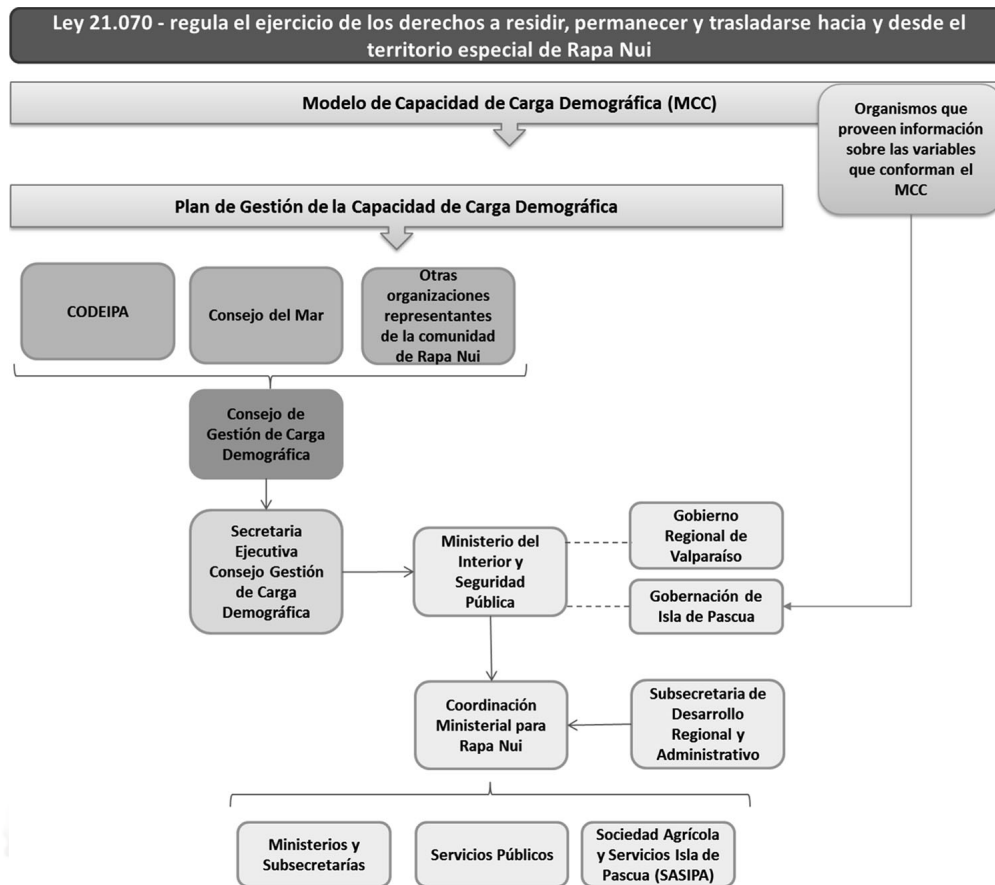 Ley 21.070 - regula el ejercicio de los derechos a residir, permanecer y trasladarse hacia y desde el
territorio especial de Rapa Nui
Modelo de Capacidad de Carga Demográfica (MCC)
Organismos que
proveen información
sobre las variables
que conforman el
MCC
Plan de Gestión de la Capacidad de Carga Demográfica
CODEIPA
Consejo del Mar
Otras
organizaciones
representantes
de la comunidad
de Rapa Nui
Consejo de
Gestión de Carga
Demográfica
Secretaria
Ejecutiva
Consejo Gestión
de Carga
Demográfica
Ministerio del
Interior y
Seguridad
Pública
Gobierno
Regional de
Valparaíso
Gobernación de
Isla de Pascua
Coordinación
Ministerial para
Rapa Nui
Subsecretaria de
Desarrollo
Regional y
Administrativo
Ministerios y
Subsecretarías
Servicios Públicos
Sociedad Agrícola
y Servicios Isla de
Pascua (SASIPA)